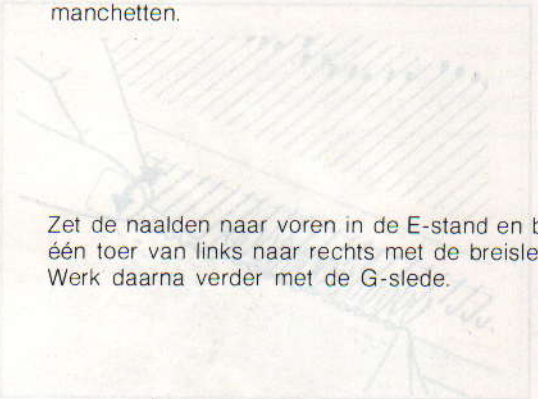 manchetten.
Zet de naalden naar voren in de E-stand en b
één toer van links naar rechts met de breisle
Werk daarna verder met de G-slede.